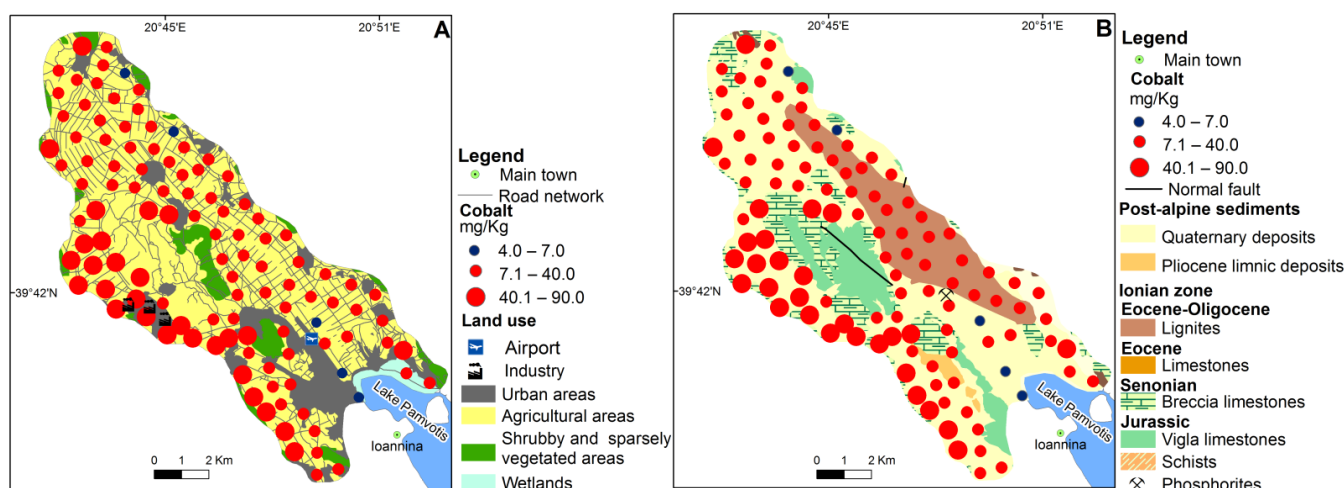 20°45'E
20°51'E
A
39°42'N
Lake Pamvotis
Ioannina
0 1 2 Km
Legend
Main town
Road network
Cobalt
mg/Kg
4.0 – 7.0
7.1 – 40.0
40.1 – 90.0
Land use
Airport
Industry
Urban areas
Agricultural areas
Shrubby and sparsely
vegetated areas
Wetlands
20°45'E
20°51'E
B
39°42'N
Lake Pamvotis
Ioannina
0 1 2 Km
Legend
Main town
Cobalt
mg/Kg
4.0 – 7.0
7.1 – 40.0
40.1 – 90.0
Normal fault
Post-alpine sediments
Quaternary deposits
Pliocene limnic deposits
Ionian zone
Eocene-Oligocene
Lignites
Eocene
Limestones
Senonian
Breccia limestones
Jurassic
Vigla limestones
Schists
Phosphorites